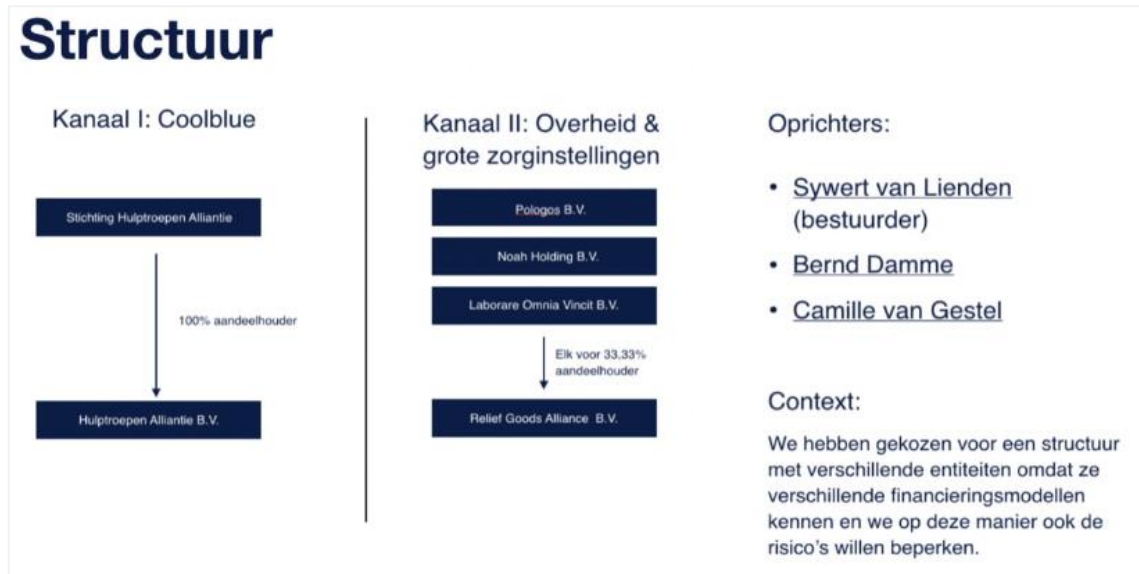 Structuur
Kanaal I: Coolblue
Stichting Hulptroepen Alliantie
100% aandeelhouder
Hulptroepen Alliantie B.V.
Kanaal II: Overheid &
grote zorginstellingen
Pologos B.V.
Noah Holding B.V.
Laborare Omnia Vincit B.V.
Elk voor 33,33%
aandeelhouder
Relief Goods Alliance B.V.
Oprichters:
• Sywert van Lienden
(bestuurder)
• Bernd Damme
• Camille van Gestel
Context:
We hebben gekozen voor een structuur
met verschillende entiteiten omdat ze
verschillende financieringsmodellen
kennen en we op deze manier ook de
risico's willen beperken.